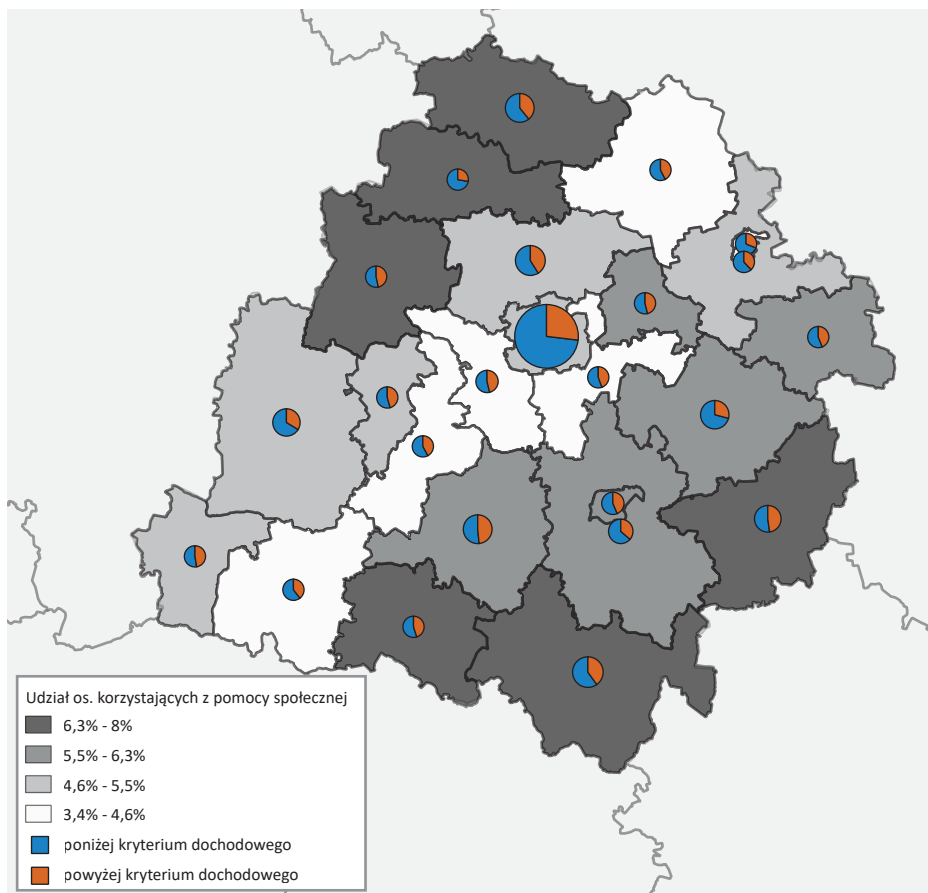 Udział os. korzystających z pomocy społecznej
6,3% - 8%
5,5% - 6,3%
4,6% - 5,5%
3,4% - 4,6%
poniżej kryterium dochodowego
powyżej kryterium dochodowego